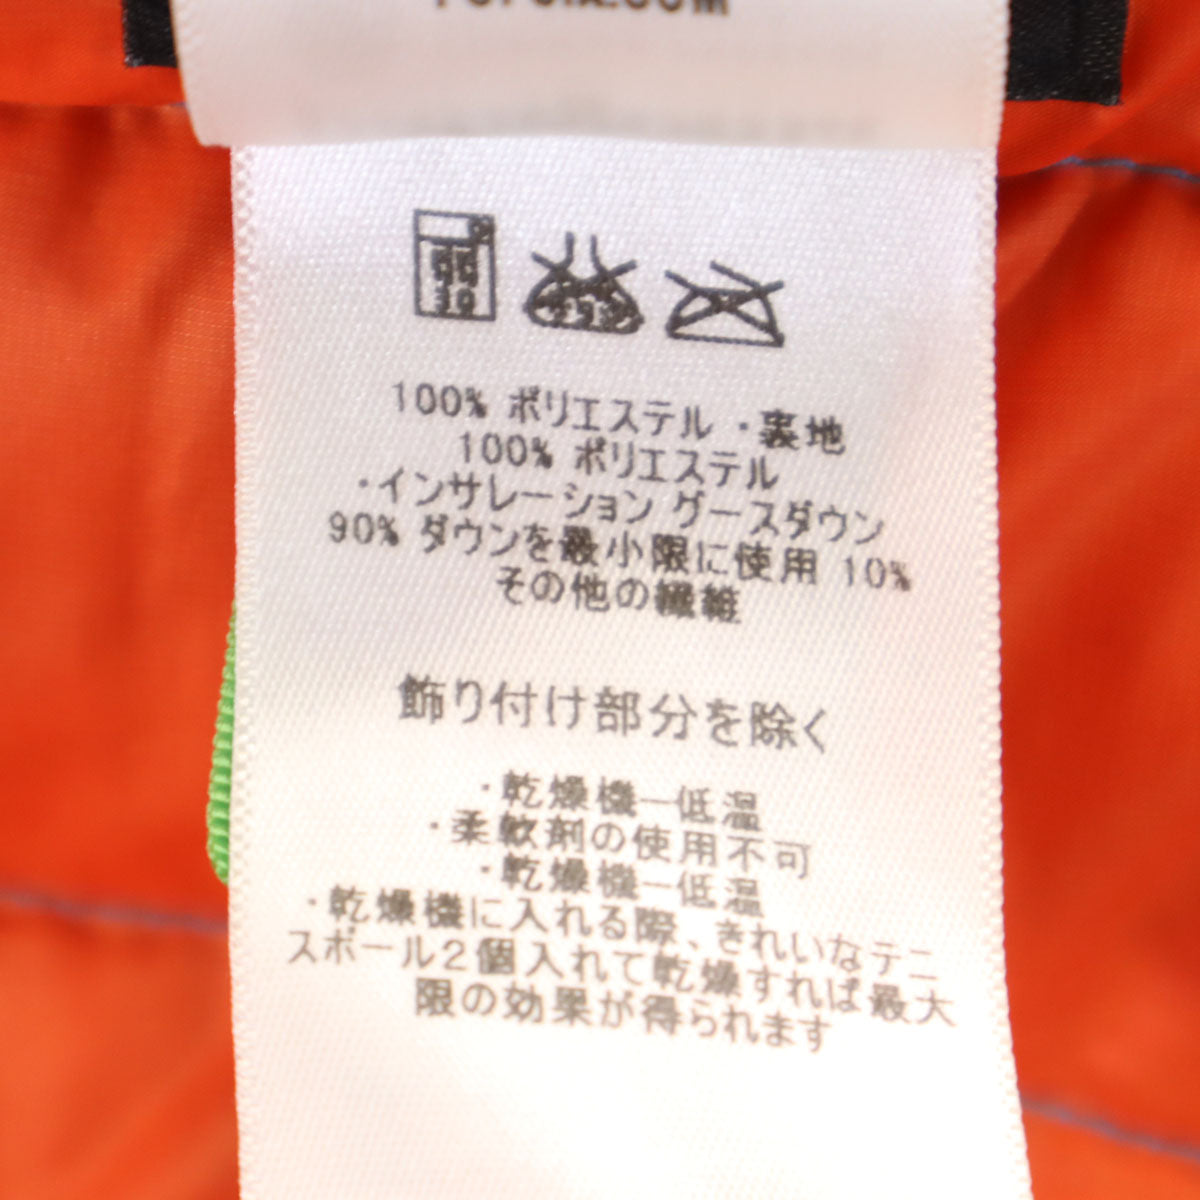 100% ポリエステル ・裏地
100% ポリエステル
・インサレーション グースダウン
90% ダウンを最小限に使用 10%
その他の繊維
飾り付け部分を除く
・乾燥機ー低温
・柔軟剤の使用不可
・乾燥機ー低温
・乾燥機に入れる際、きれいなテニ
スボール2個入れて乾燥すれば最大
限の効果が得られます